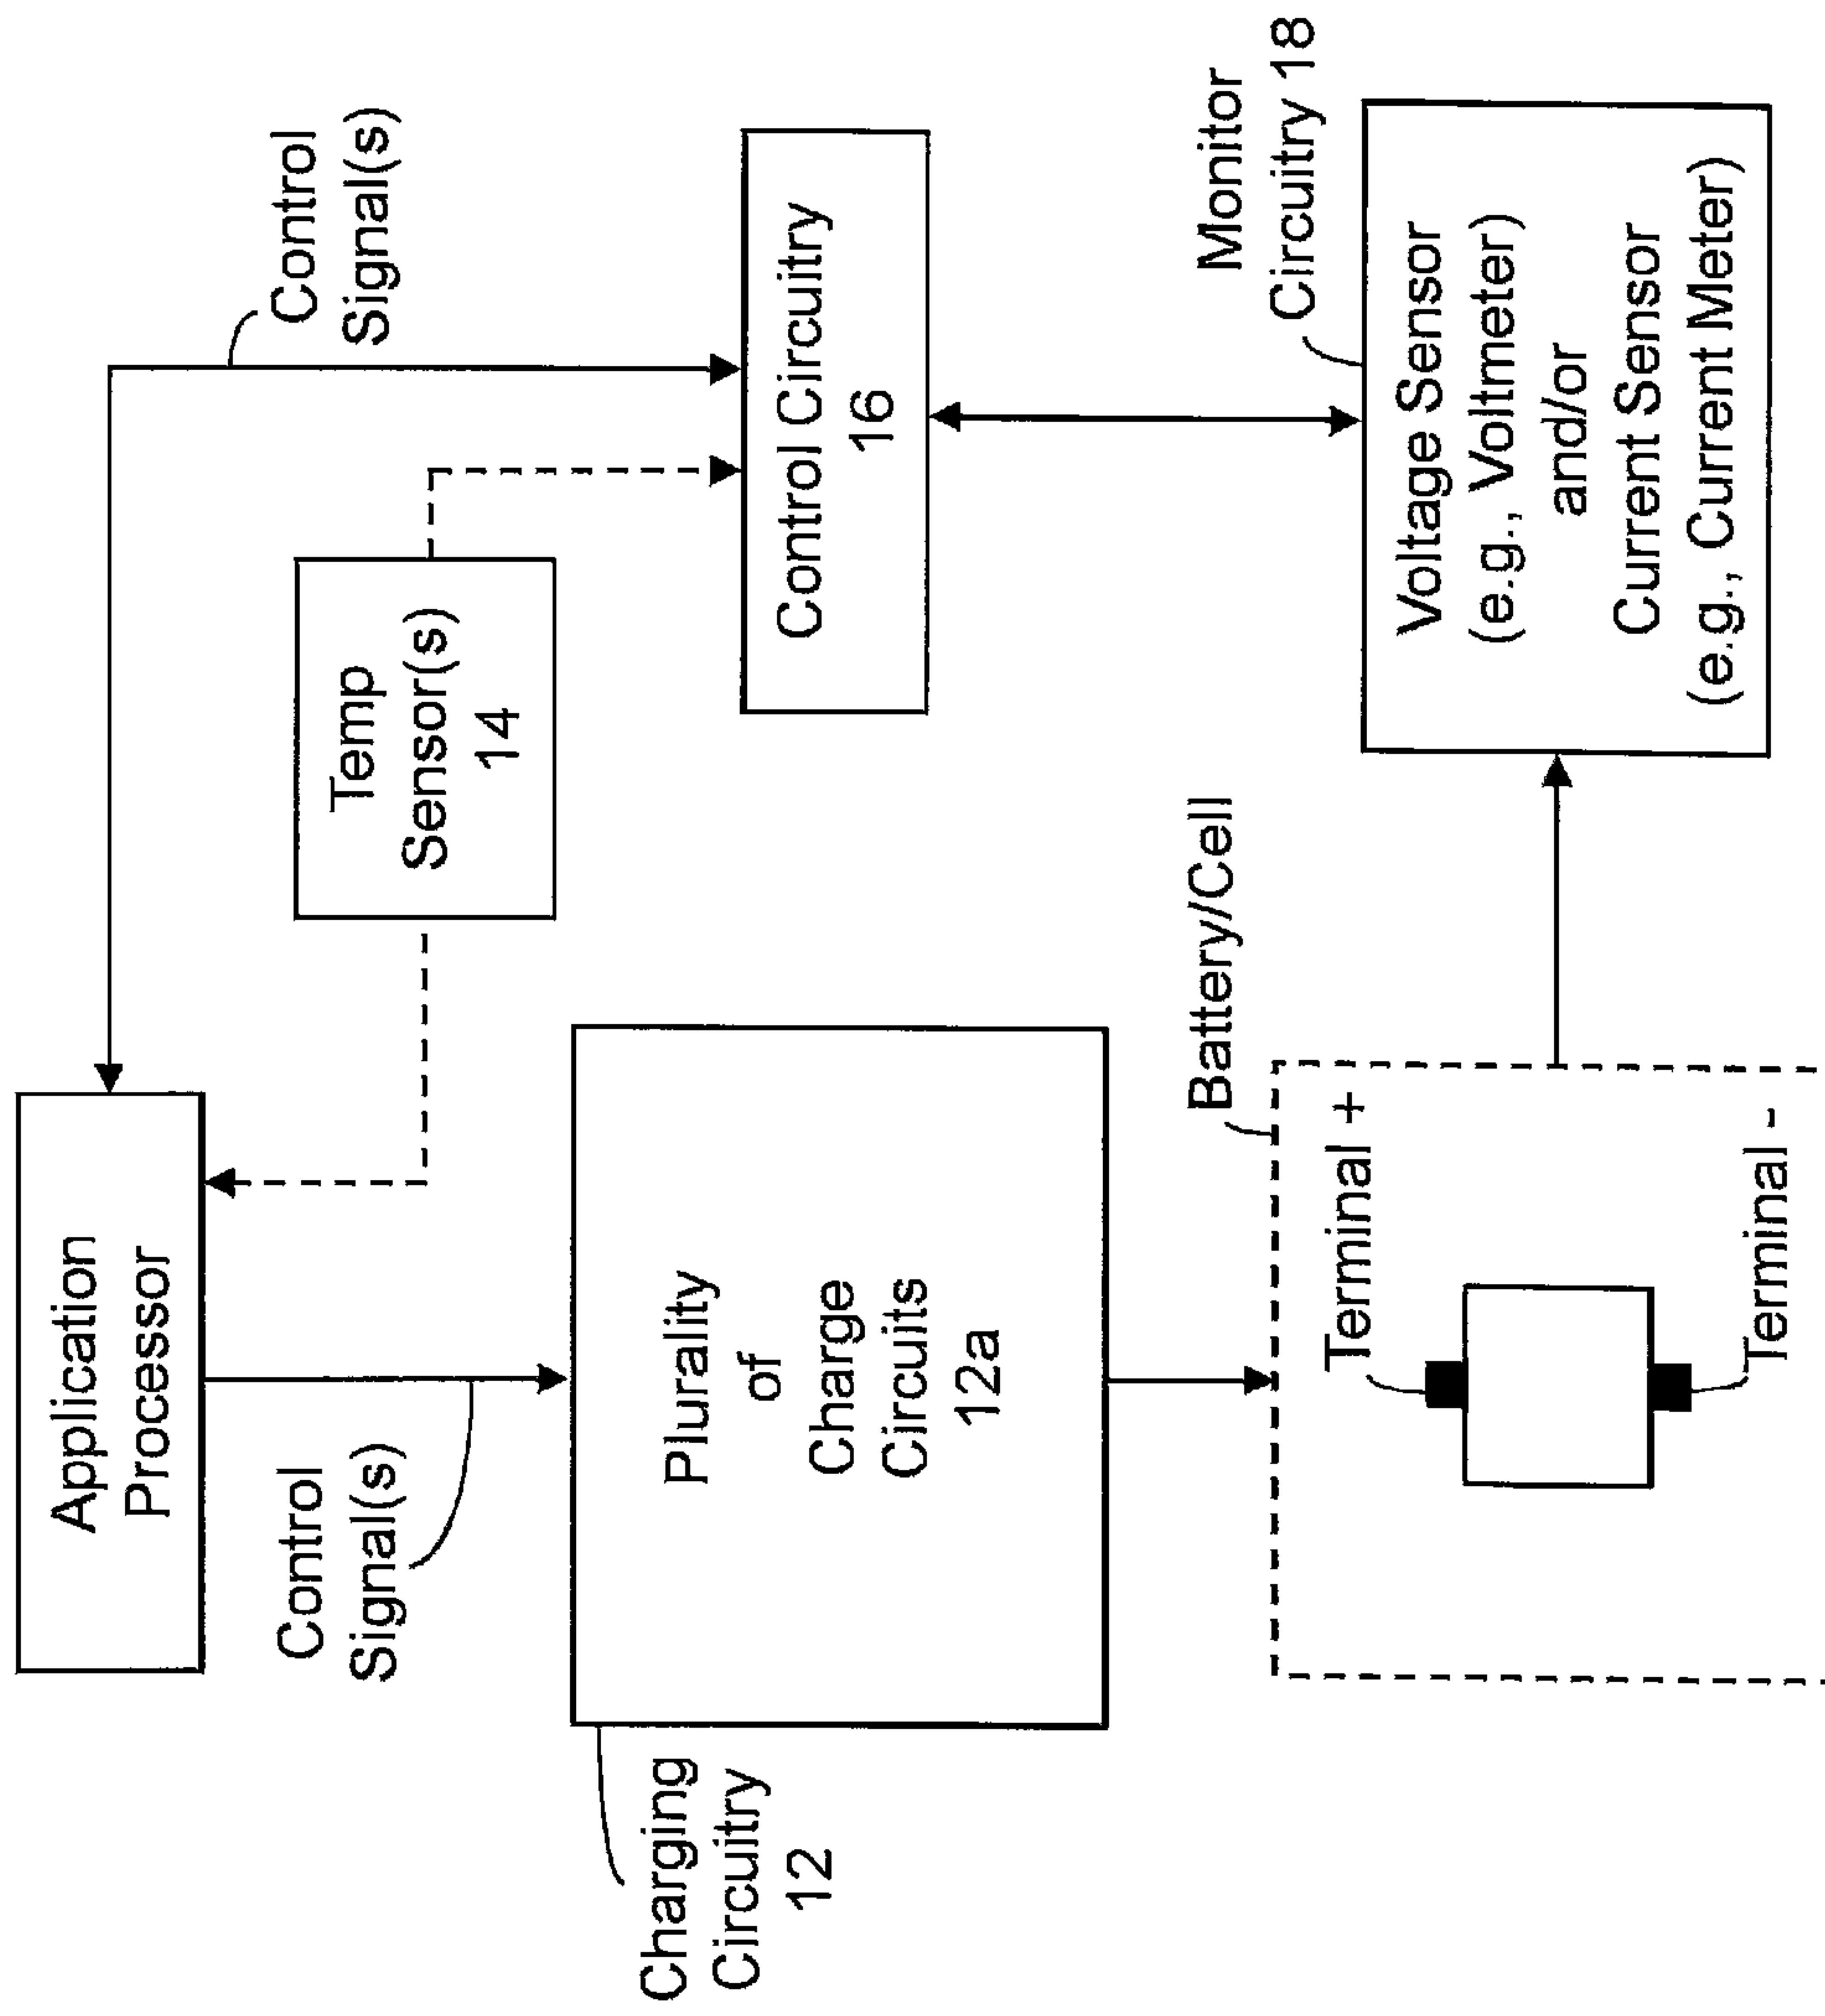 Application
Processor
Control
Signal(s)
Control
Signal(s)
Temp
Sensor(s)
14
Charging
Circuitry
12
Plurality
of
Charge
Circuits
12a
Control Circuitry
16
Battery/Cell
Terminal +
Terminal -
Monitor
Circuitry 18
Voltage Sensor
(e.g., Voltmeter)
and/or
Current Sensor
(e.g., Current Meter)